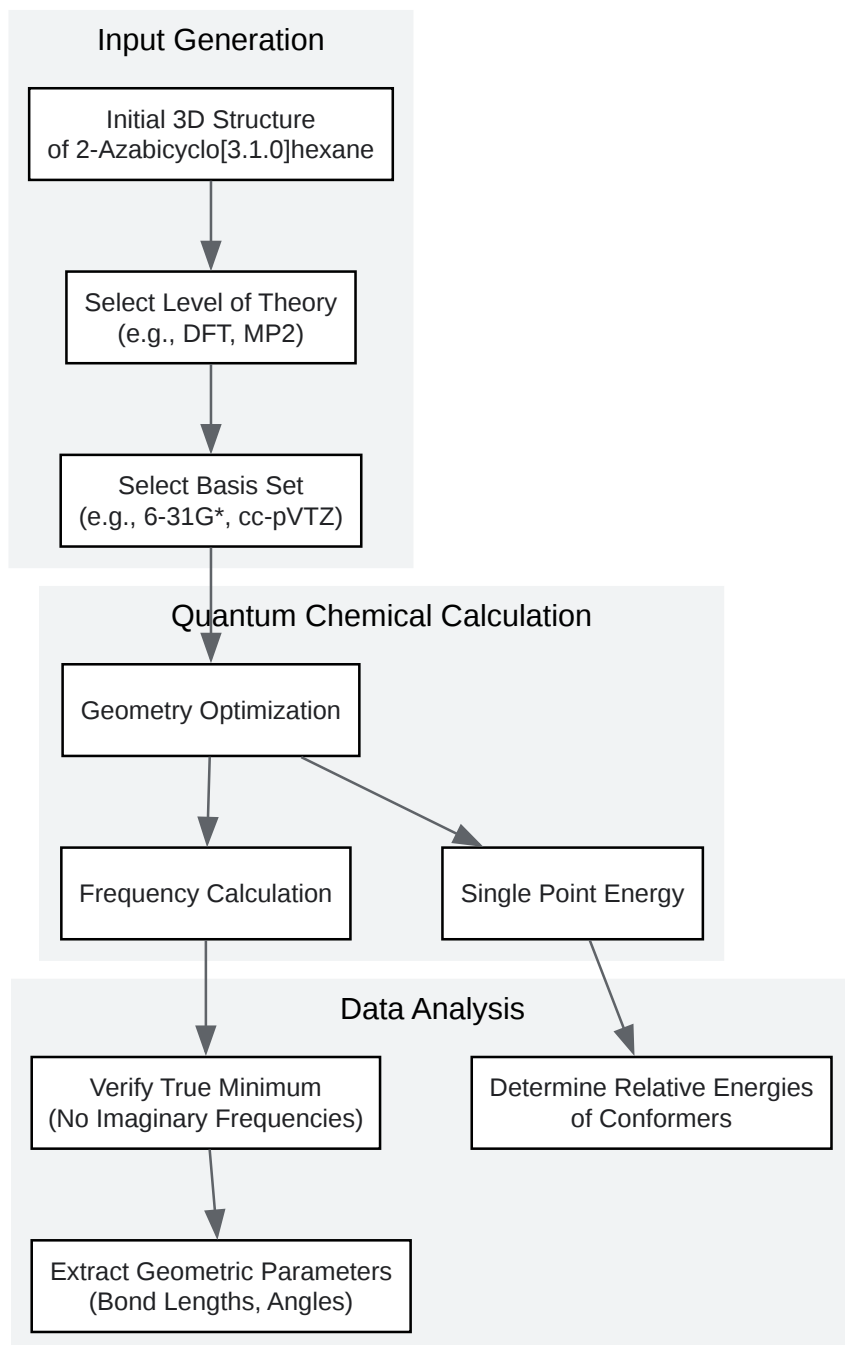 Input Generation
Initial 3D Structure
of 2-Azabicyclo[3.1.0]hexane
Select Level of Theory
(e.g., DFT, MP2)
Select Basis Set
(e.g., 6-31G*, cc-pVTZ)
Quantum Chemical Calculation
Geometry Optimization
Frequency Calculation
Single Point Energy
Data Analysis
Verify True Minimum
(No Imaginary Frequencies)
Determine Relative Energies
of Conformers
Extract Geometric Parameters
(Bond Lengths, Angles)